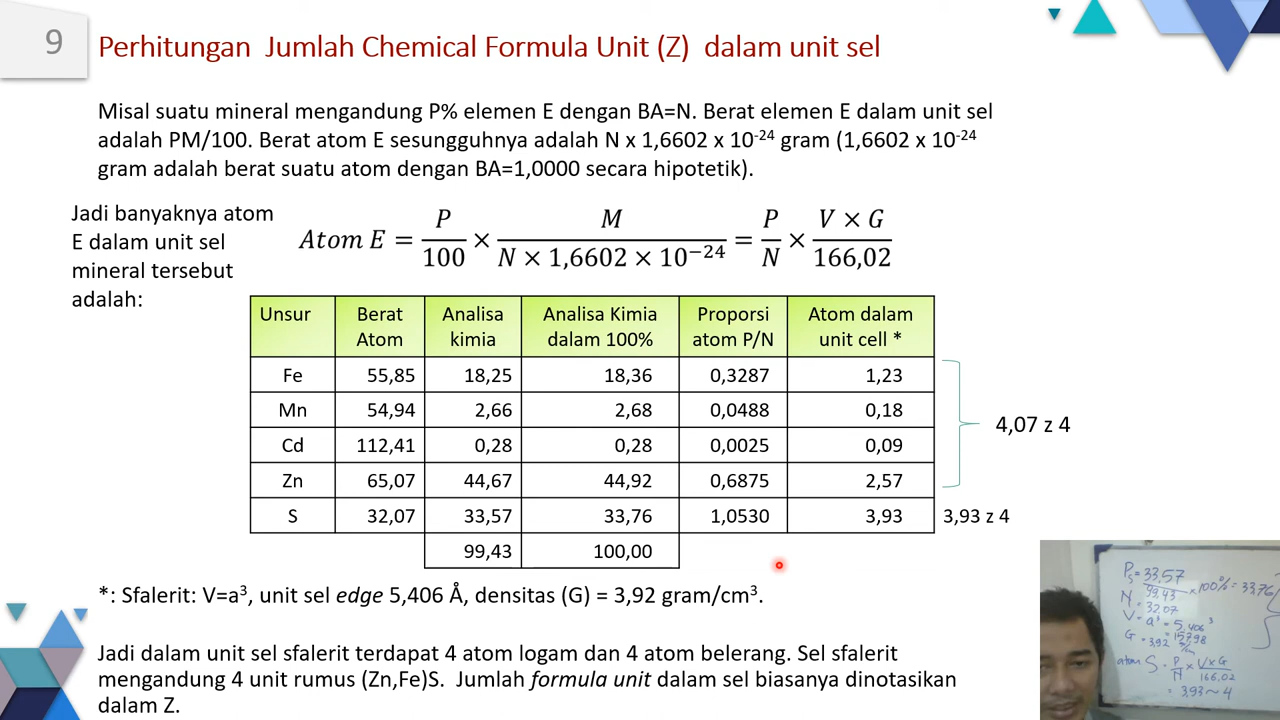 9
Perhitungan Jumlah Chemical Formula Unit (Z) dalam unit sel
Misal suatu mineral mengandung P% elemen E dengan BA=N. Berat elemen E dalam unit sel
adalah PM/100. Berat atom E sesungguhnya adalah N x 1,6602 x 10⁻²⁴ gram (1,6602 x 10⁻²⁴
gram adalah berat suatu atom dengan BA=1,0000 secara hipotetik).
Jadi banyaknya atom
E dalam unit sel
mineral tersebut
adalah:
Atom E = P/100 × M/(N × 1,6602 × 10⁻²⁴) = P/N × (V × G)/166,02
Unsur Berat Atom Analisa kimia Analisa Kimia dalam 100% Proporsi atom P/N Atom dalam unit cell *
Fe 55,85 18,25 18,36 0,3287 1,23
Mn 54,94 2,66 2,68 0,0488 0,18
Cd 112,41 0,28 0,28 0,0025 0,09
Zn 65,07 44,67 44,92 0,6875 2,57
4,07 z 4
S 32,07 33,57 33,76 1,0530 3,93 3,93 z 4
99,43 100,00
*: Sfalerit: V=a³, unit sel edge 5,406 Å, densitas (G) = 3,92 gram/cm³.
Jadi dalam unit sel sfalerit terdapat 4 atom logam dan 4 atom belerang. Sel sfalerit
mengandung 4 unit rumus (Zn,Fe)S. Jumlah formula unit dalam sel biasanya dinotasikan
dalam Z.
Ps = 33,57/99,43 × 100% = 33,76
N = 32,07
V = a³ = 5,406³
= 157,98
G = 3,92
atom S = P/N × V×G/166,02
= 3,93 ~ 4